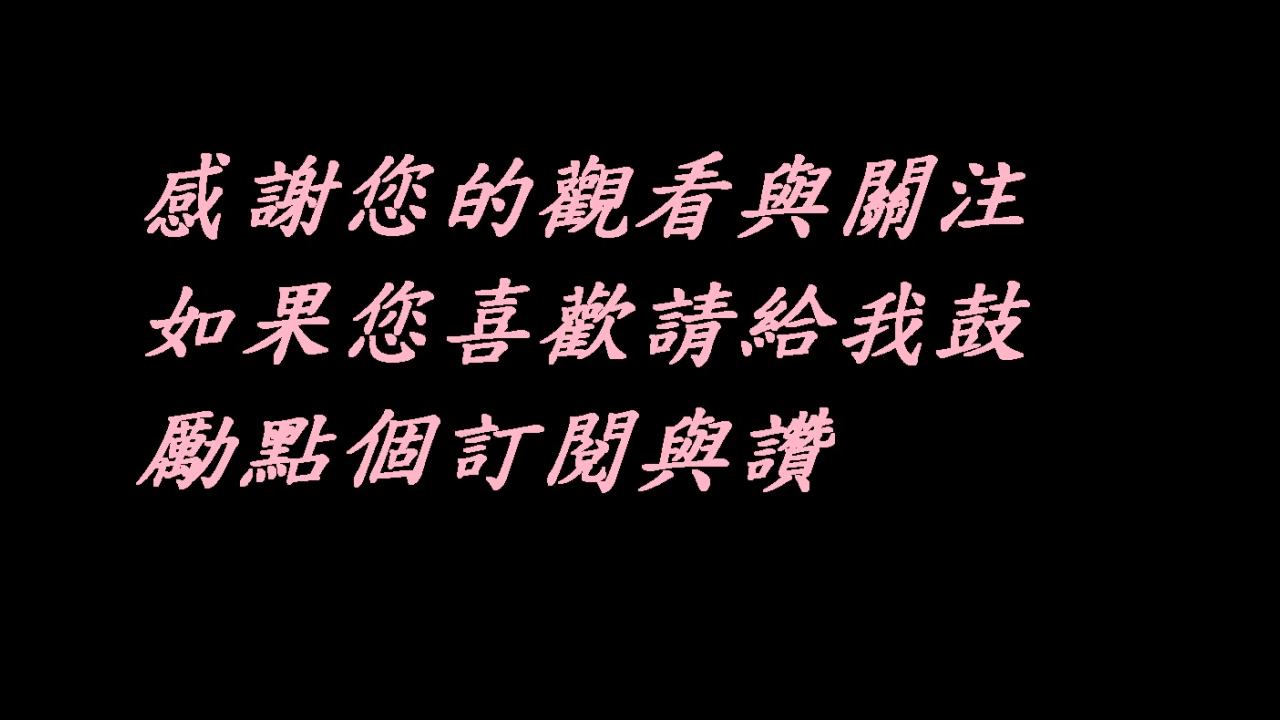 感謝您的觀看與關注
如果您喜歡請給我鼓
勵點個訂閱與讚